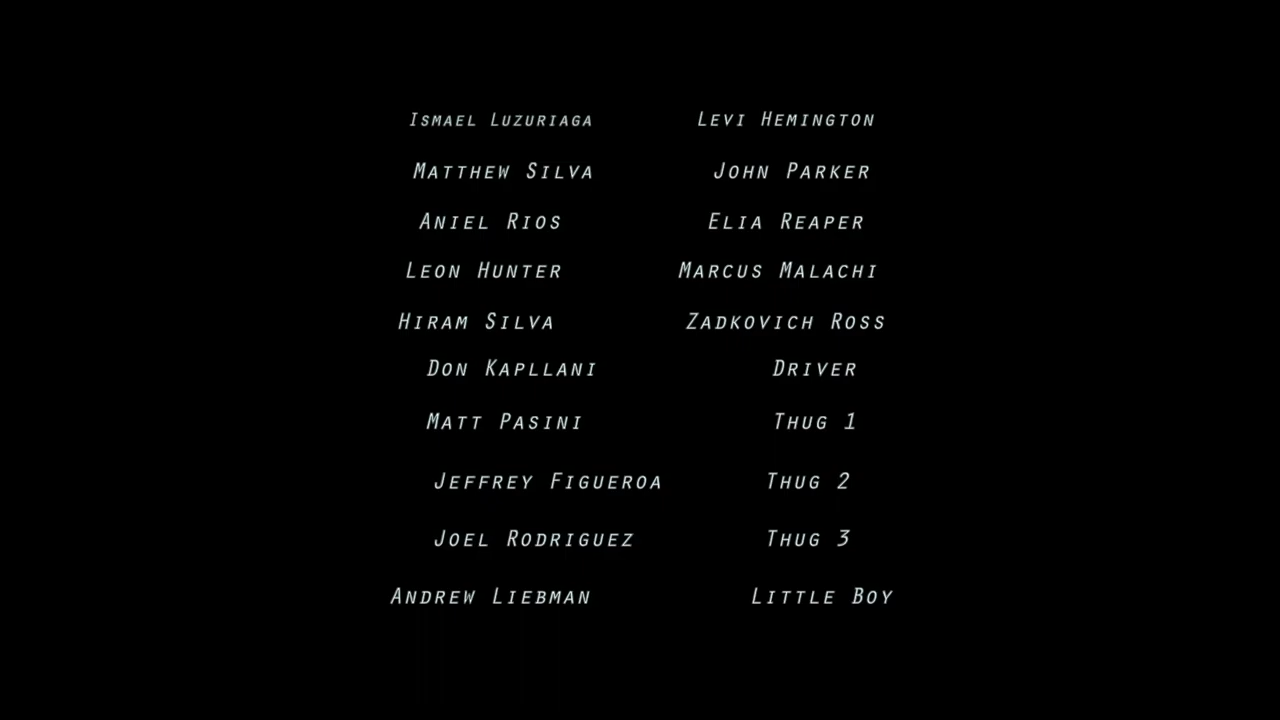 Ismael Luzuriaga Levi Hemington
Matthew Silva John Parker
Aniel Rios Elia Reaper
Leon Hunter Marcus Malachi
Hiram Silva Zadkovich Ross
Don Kapllani Driver
Matt Pasini Thug 1
Jeffrey Figueroa Thug 2
Joel Rodriguez Thug 3
Andrew Liebman Little Boy